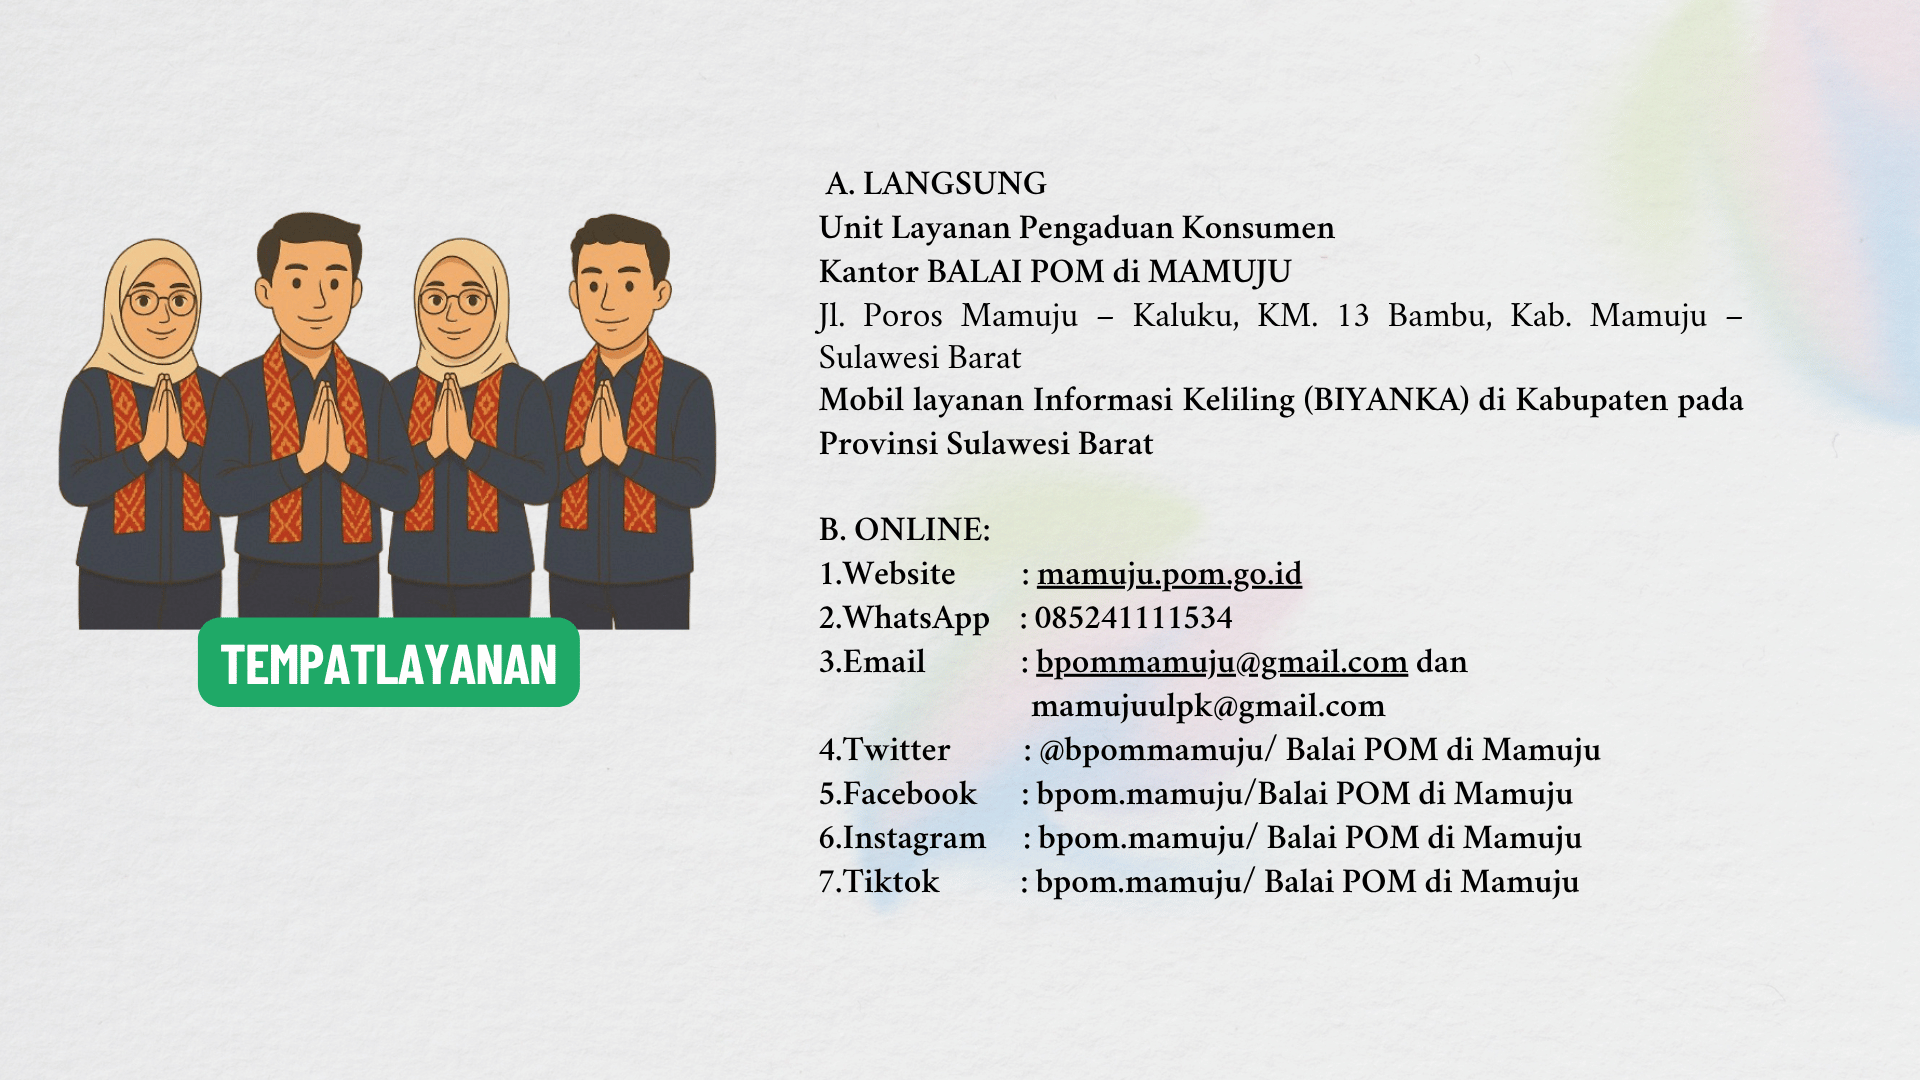 A. LANGSUNG
Unit Layanan Pengaduan Konsumen
Kantor BALAI POM di MAMUJU
Jl. Poros Mamuju – Kaluku, KM. 13 Bambu, Kab. Mamuju –
Sulawesi Barat
Mobil layanan Informasi Keliling (BIYANKA) di Kabupaten pada
Provinsi Sulawesi Barat
B. ONLINE:
1.Website : mamuju.pom.go.id
2.WhatsApp : 085241111534
3.Email : bpommamuju@gmail.com dan
mamujuulpk@gmail.com
4.Twitter : @bpommamuju/ Balai POM di Mamuju
5.Facebook : bpom.mamuju/Balai POM di Mamuju
6.Instagram : bpom.mamuju/ Balai POM di Mamuju
7.Tiktok : bpom.mamuju/ Balai POM di Mamuju
TEMPATLAYANAN